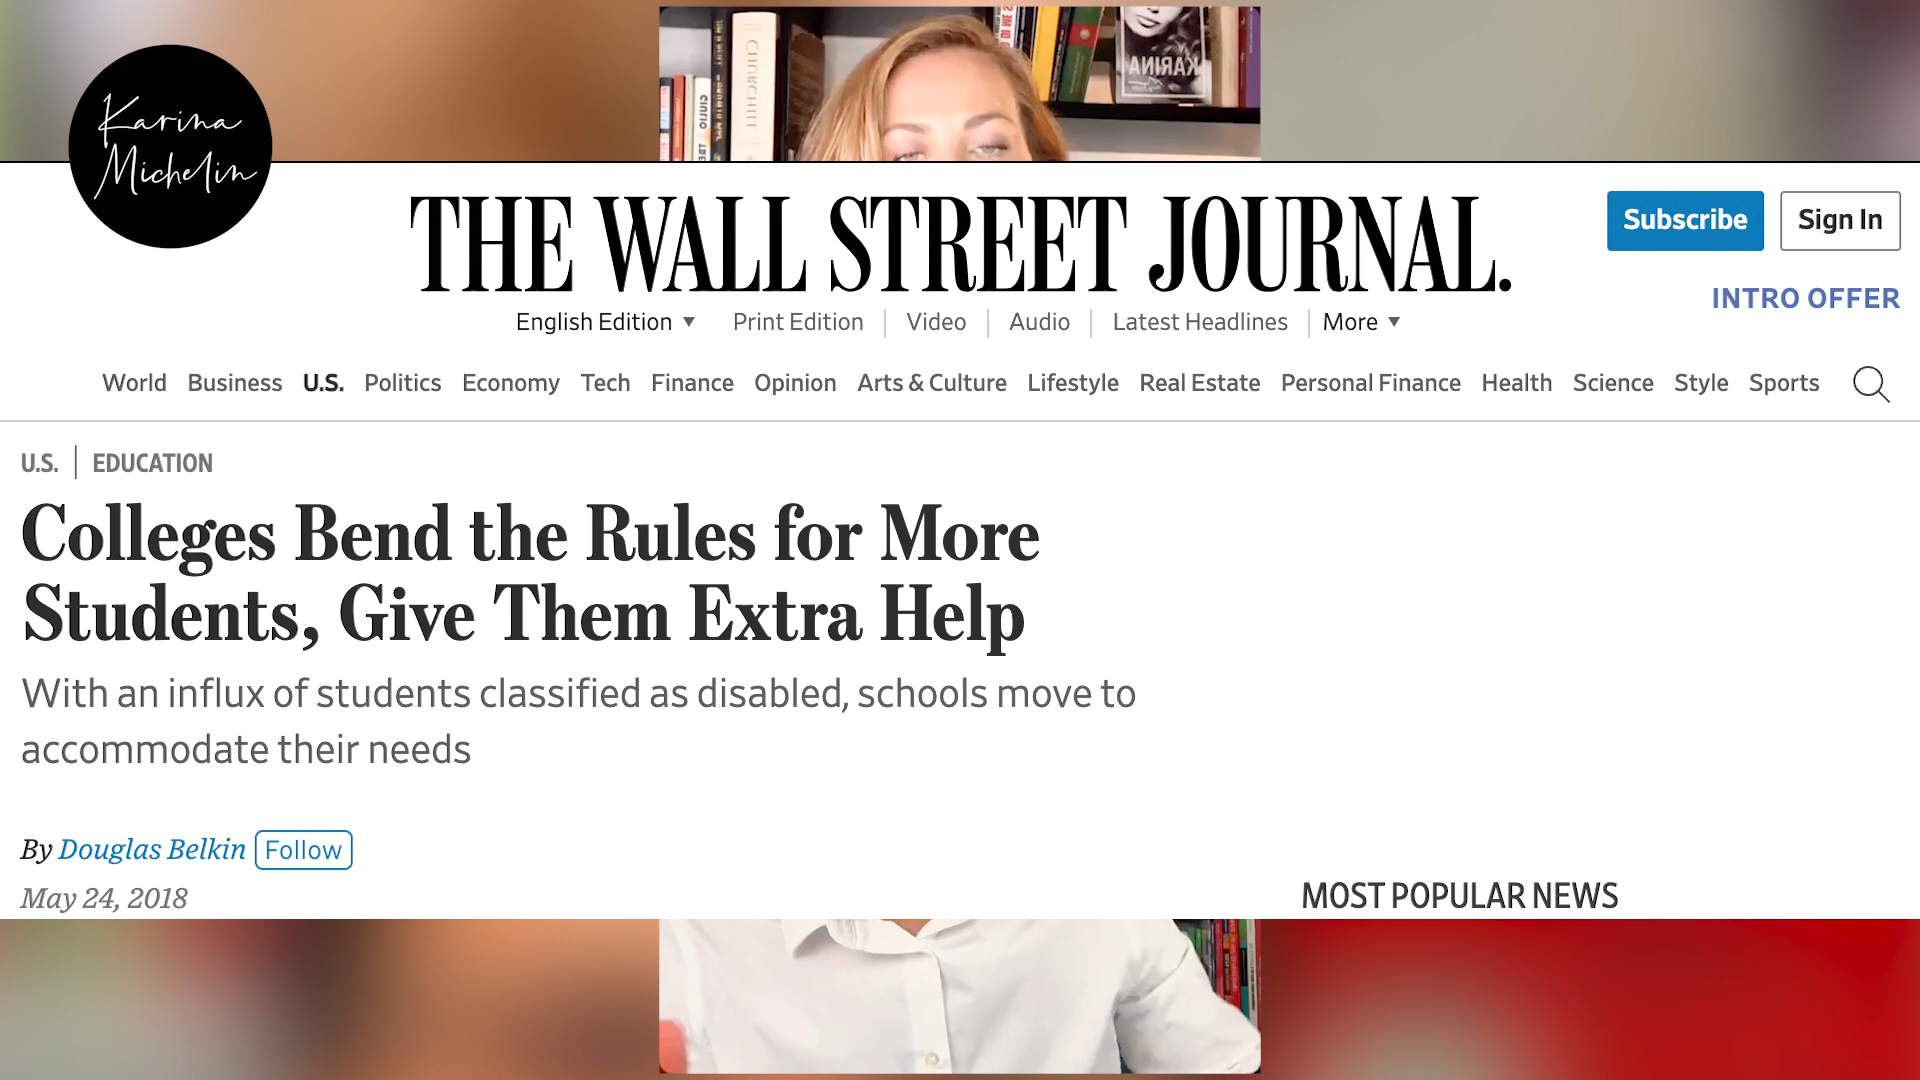 Karina
Michelin
CHURCHILL
KARINA
THE WALL STREET JOURNAL.
Subscribe
Sign In
INTRO OFFER
English Edition ▼ Print Edition | Video | Audio | Latest Headlines | More ▼
World Business U.S. Politics Economy Tech Finance Opinion Arts & Culture Lifestyle Real Estate Personal Finance Health Science Style Sports
U.S. | EDUCATION
Colleges Bend the Rules for More
Students, Give Them Extra Help
With an influx of students classified as disabled, schools move to
accommodate their needs
By Douglas Belkin Follow
May 24, 2018
MOST POPULAR NEWS